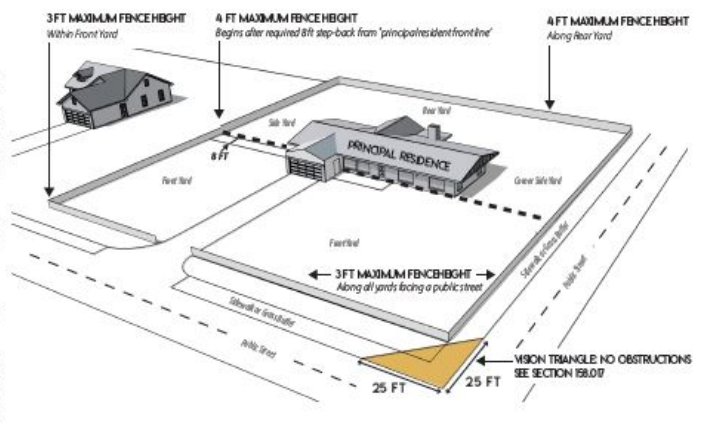 3 FT MAXIMUM FENCE HEIGHT
Within Front Yard
4 FT MAXIMUM FENCE HEIGHT
Begins after required 8ft step-back from 'principal resident front line'
4 FT MAXIMUM FENCE HEIGHT
Along Rear Yard
Rear Yard
Side Yard
8 FT
PRINCIPAL RESIDENCE
Front Yard
Corner Side Yard
Front Yard
3 FT MAXIMUM FENCE HEIGHT
Along all yards facing a public street
Sidewalk or Grass Buffer
Public Street
Sidewalk or Grass Buffer
Public Street
VISION TRIANGLE: NO OBSTRUCTIONS
SEE SECTION 158.017
25 FT
25 FT